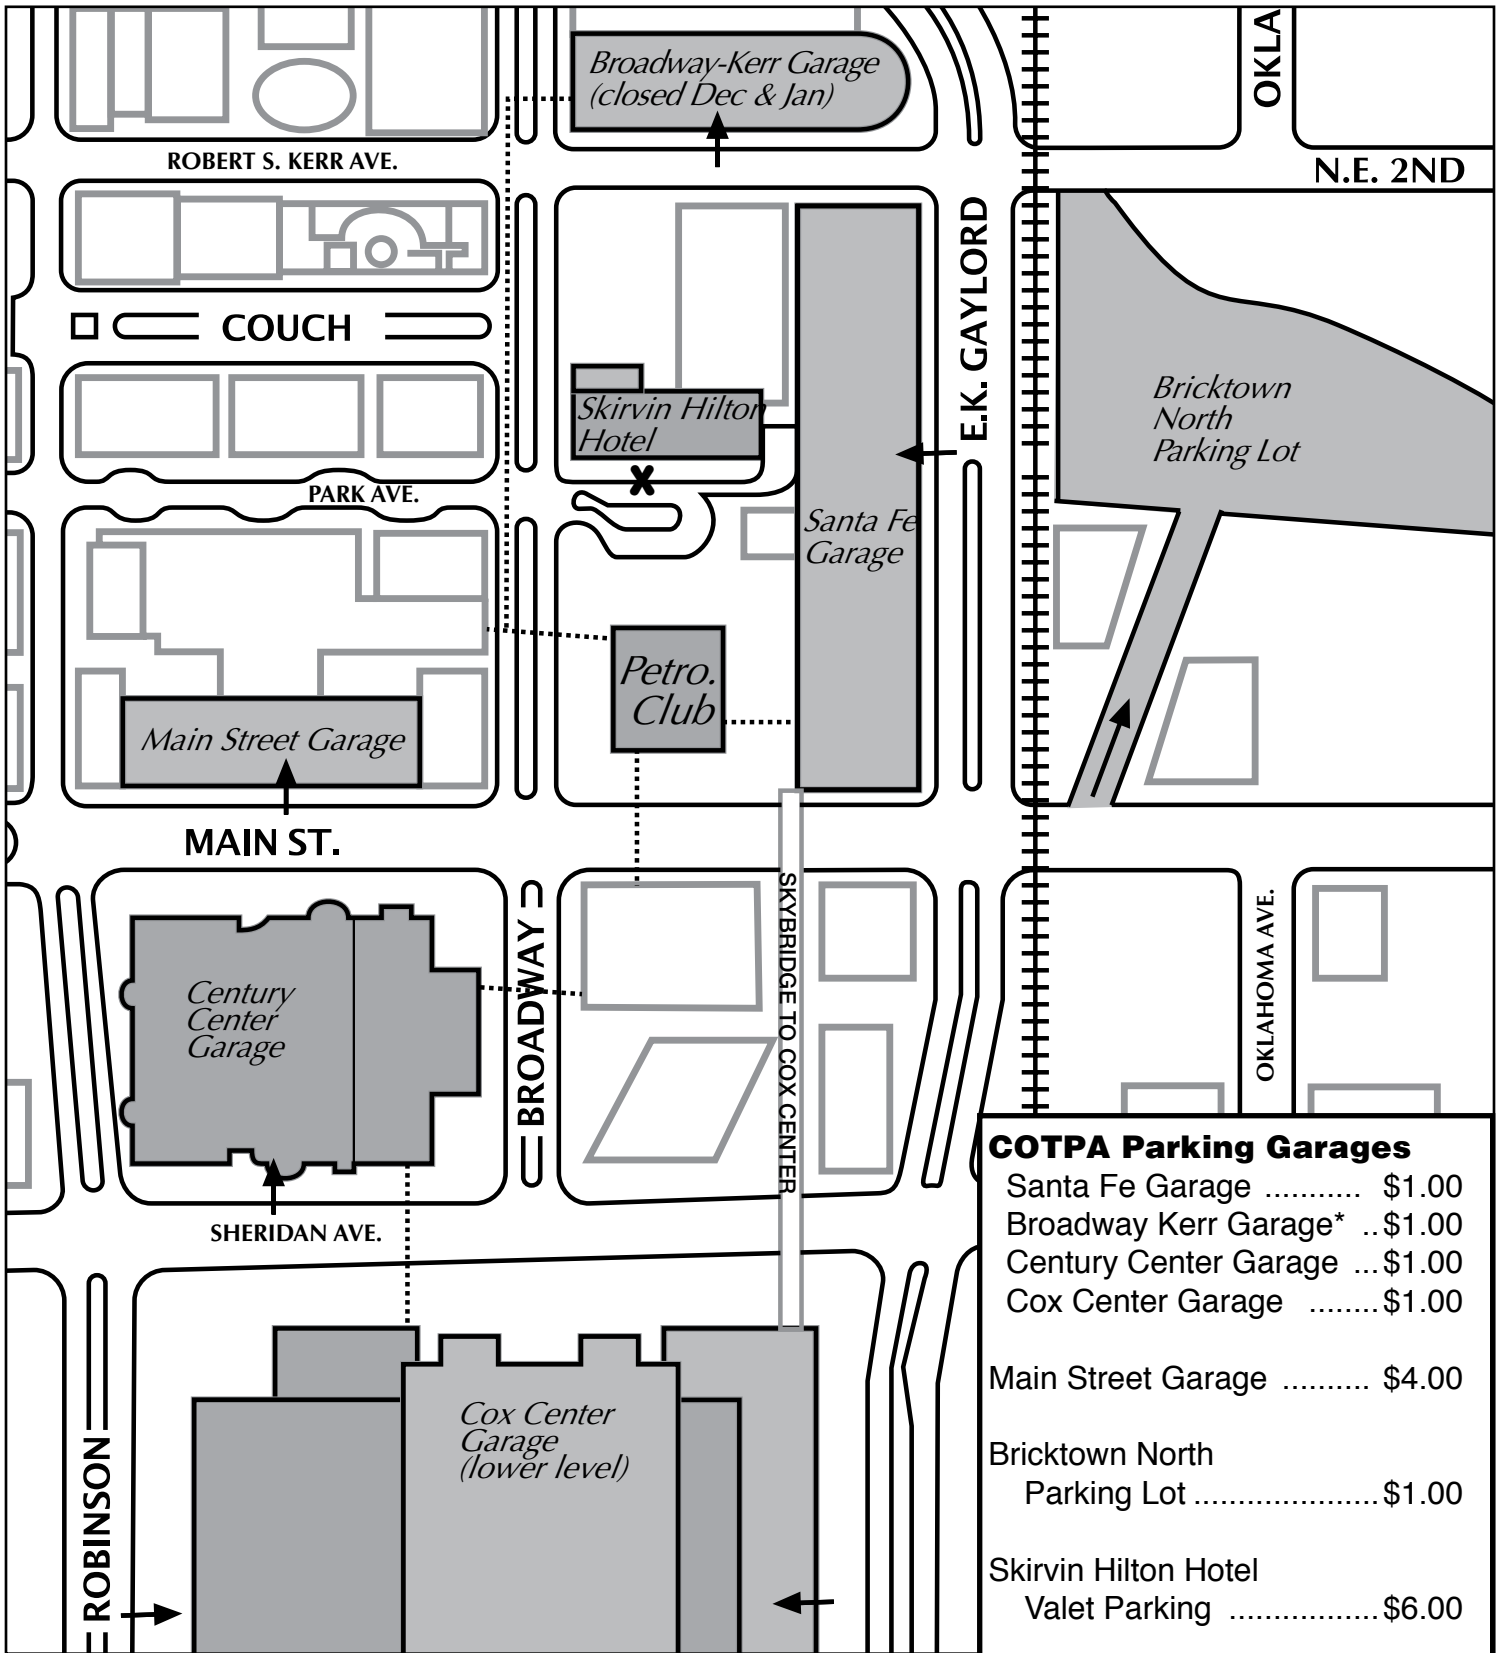 Broadway-Kerr Garage
(closed Dec & Jan)
OKLA
ROBERT S. KERR AVE.
N.E. 2ND
E.K. GAYLORD
COUCH
Skirvin Hilton
Hotel
X
Bricktown
North
Parking Lot
PARK AVE.
Santa Fe
Garage
Petro.
Club
Main Street Garage
MAIN ST.
SKYBRIDGE TO COX CENTER
BROADWAY
OKLAHOMA AVE.
Century
Center
Garage
SHERIDAN AVE.
Cox Center
Garage
(lower level)
ROBINSON
COTPA Parking Garages
Santa Fe Garage ........... $1.00
Broadway Kerr Garage* ..$1.00
Century Center Garage ...$1.00
Cox Center Garage ........$1.00
Main Street Garage .......... $4.00
Bricktown North
Parking Lot .....................$1.00
Skirvin Hilton Hotel
Valet Parking .................$6.00